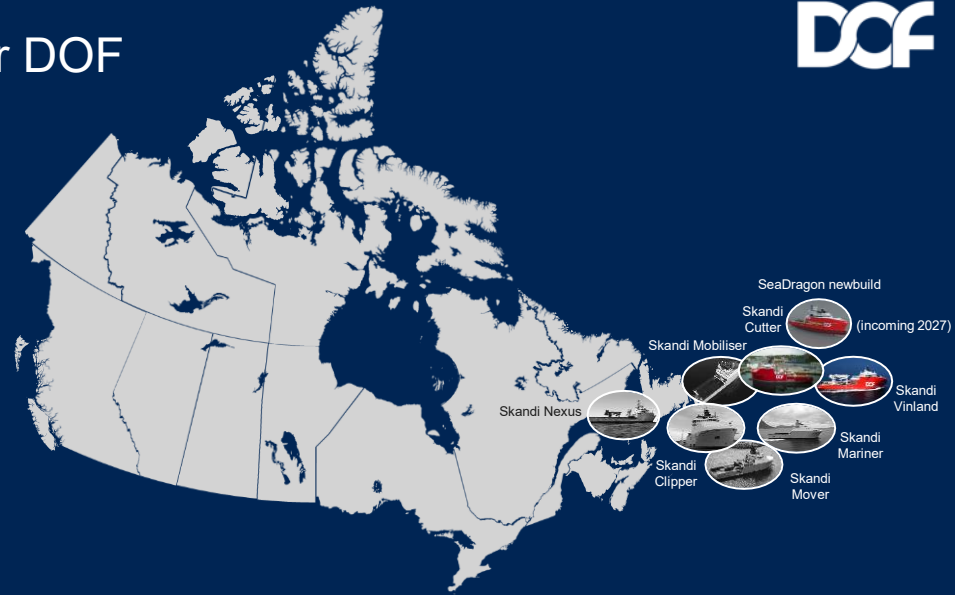 r DOF
DOF
SeaDragon newbuild
Skandi
Cutter
(incoming 2027)
Skandi Mobiliser
Skandi Nexus
Skandi
Vinland
Skandi
Mariner
Skandi
Clipper
Skandi
Mover